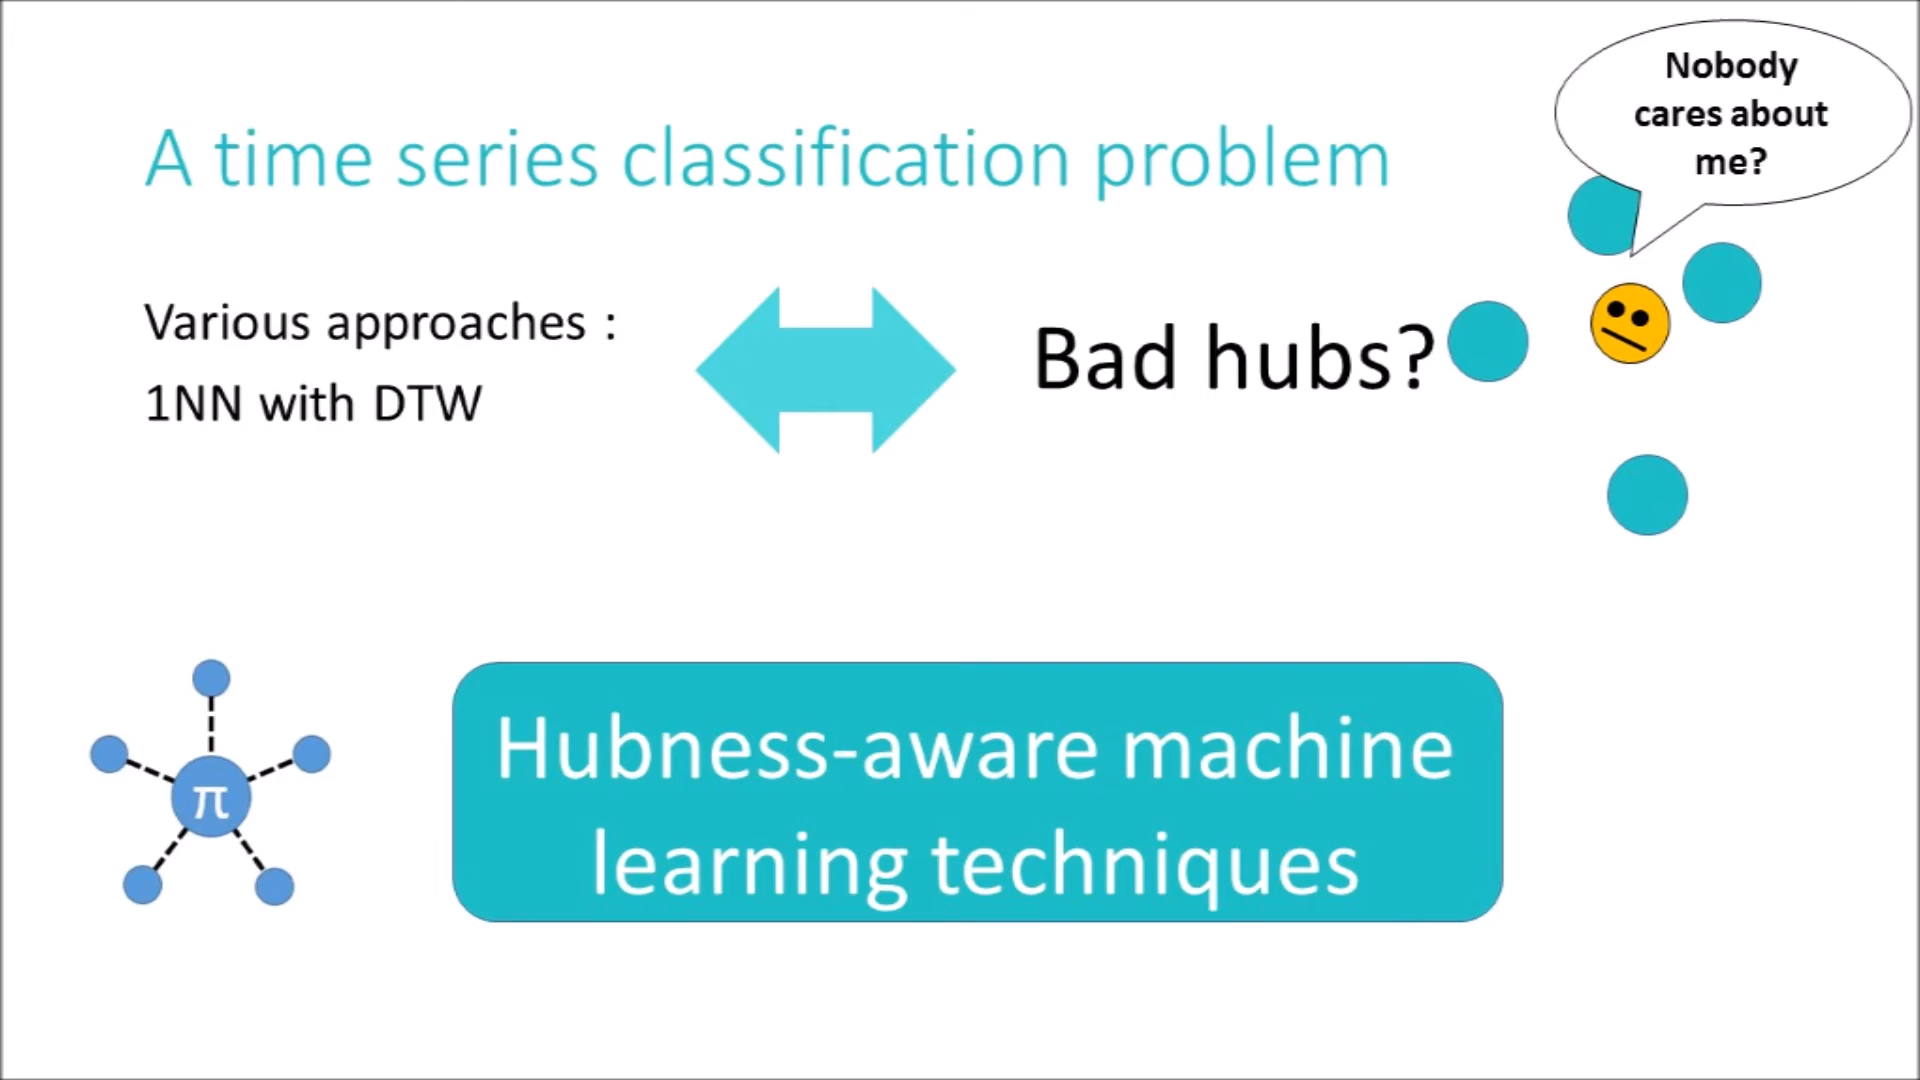 Nobody
cares about
me?
A time series classification problem
Various approaches :
1NN with DTW
Bad hubs?
π
Hubness-aware machine
learning techniques